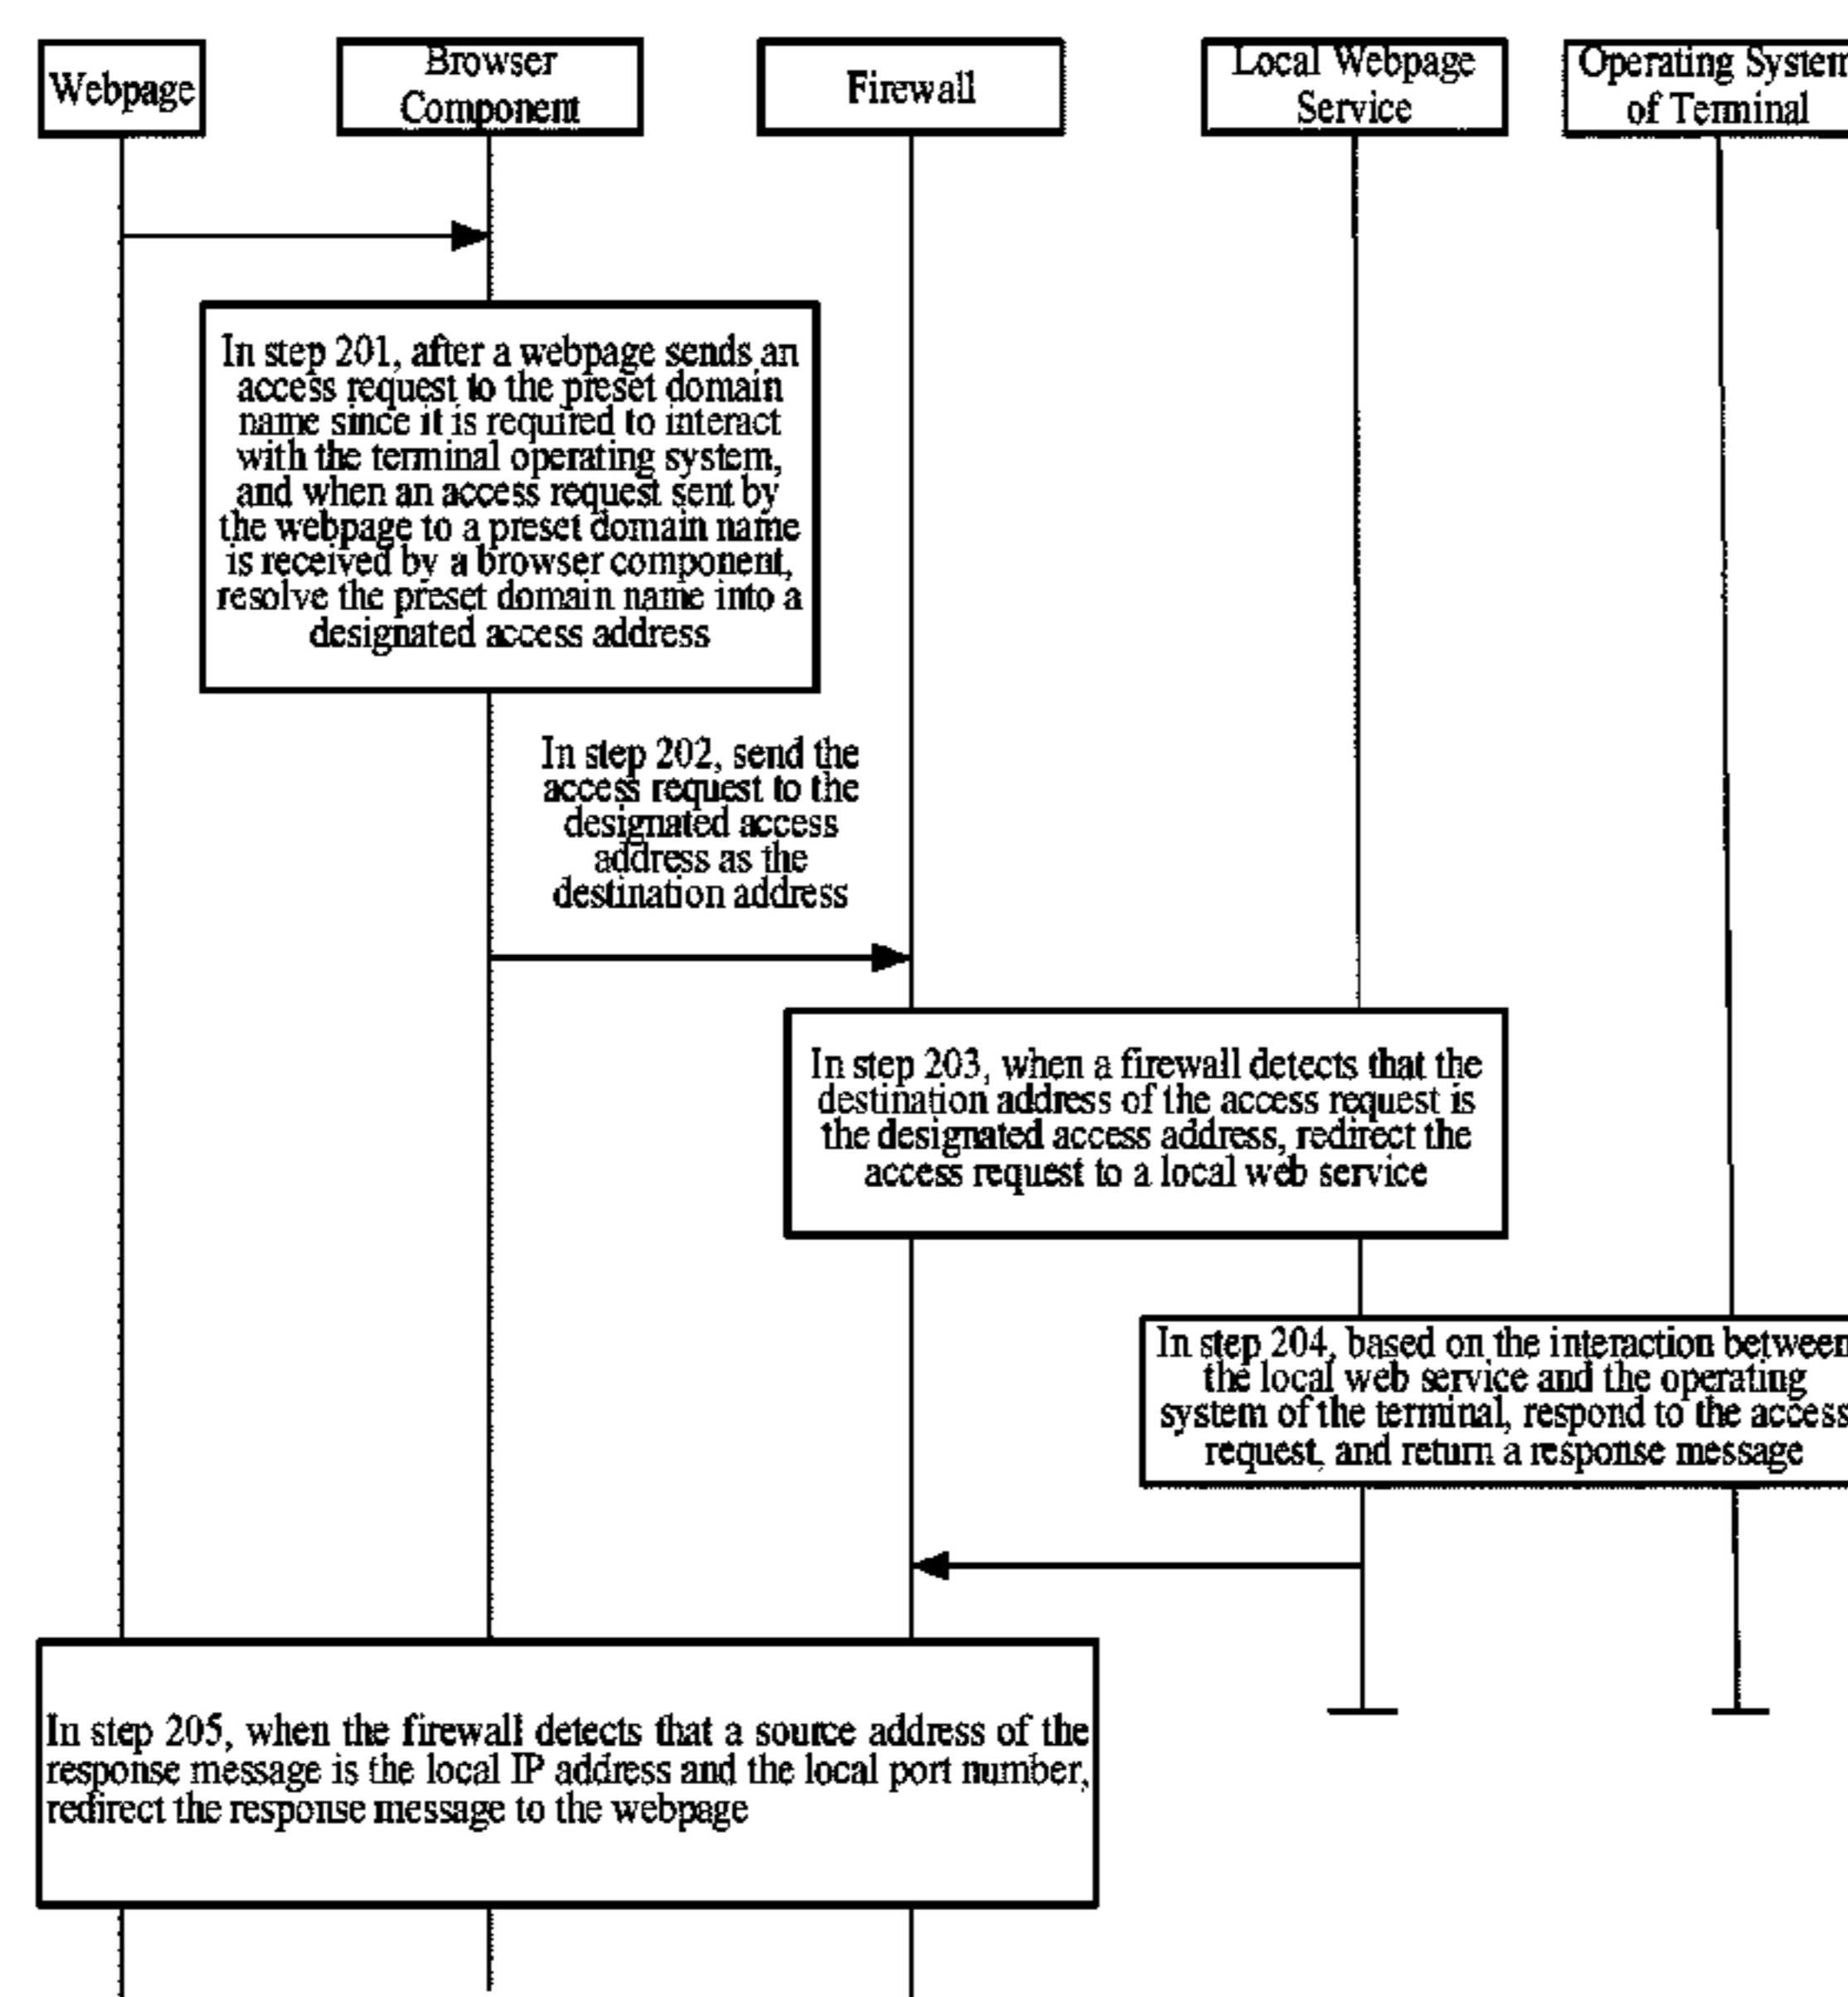 Webpage
Browser
Component
Firewall
Local Webpage
Service
Operating System
of Terminal
In step 201, after a webpage sends an
access request to the preset domain
name since it is required to interact
with the terminal operating system,
and when an access request sent by
the webpage to a preset domain name
is received by a browser component,
resolve the preset domain name into a
designated access address
In step 202, send the
access request to the
designated access
address as the
destination address
In step 203, when a firewall detects that the
destination address of the access request is
the designated access address, redirect the
access request to a local web service
In step 204, based on the interaction between
the local web service and the operating
system of the terminal, respond to the access
request, and return a response message
In step 205, when the firewall detects that a source address of the
response message is the local IP address and the local port number,
redirect the response message to the webpage